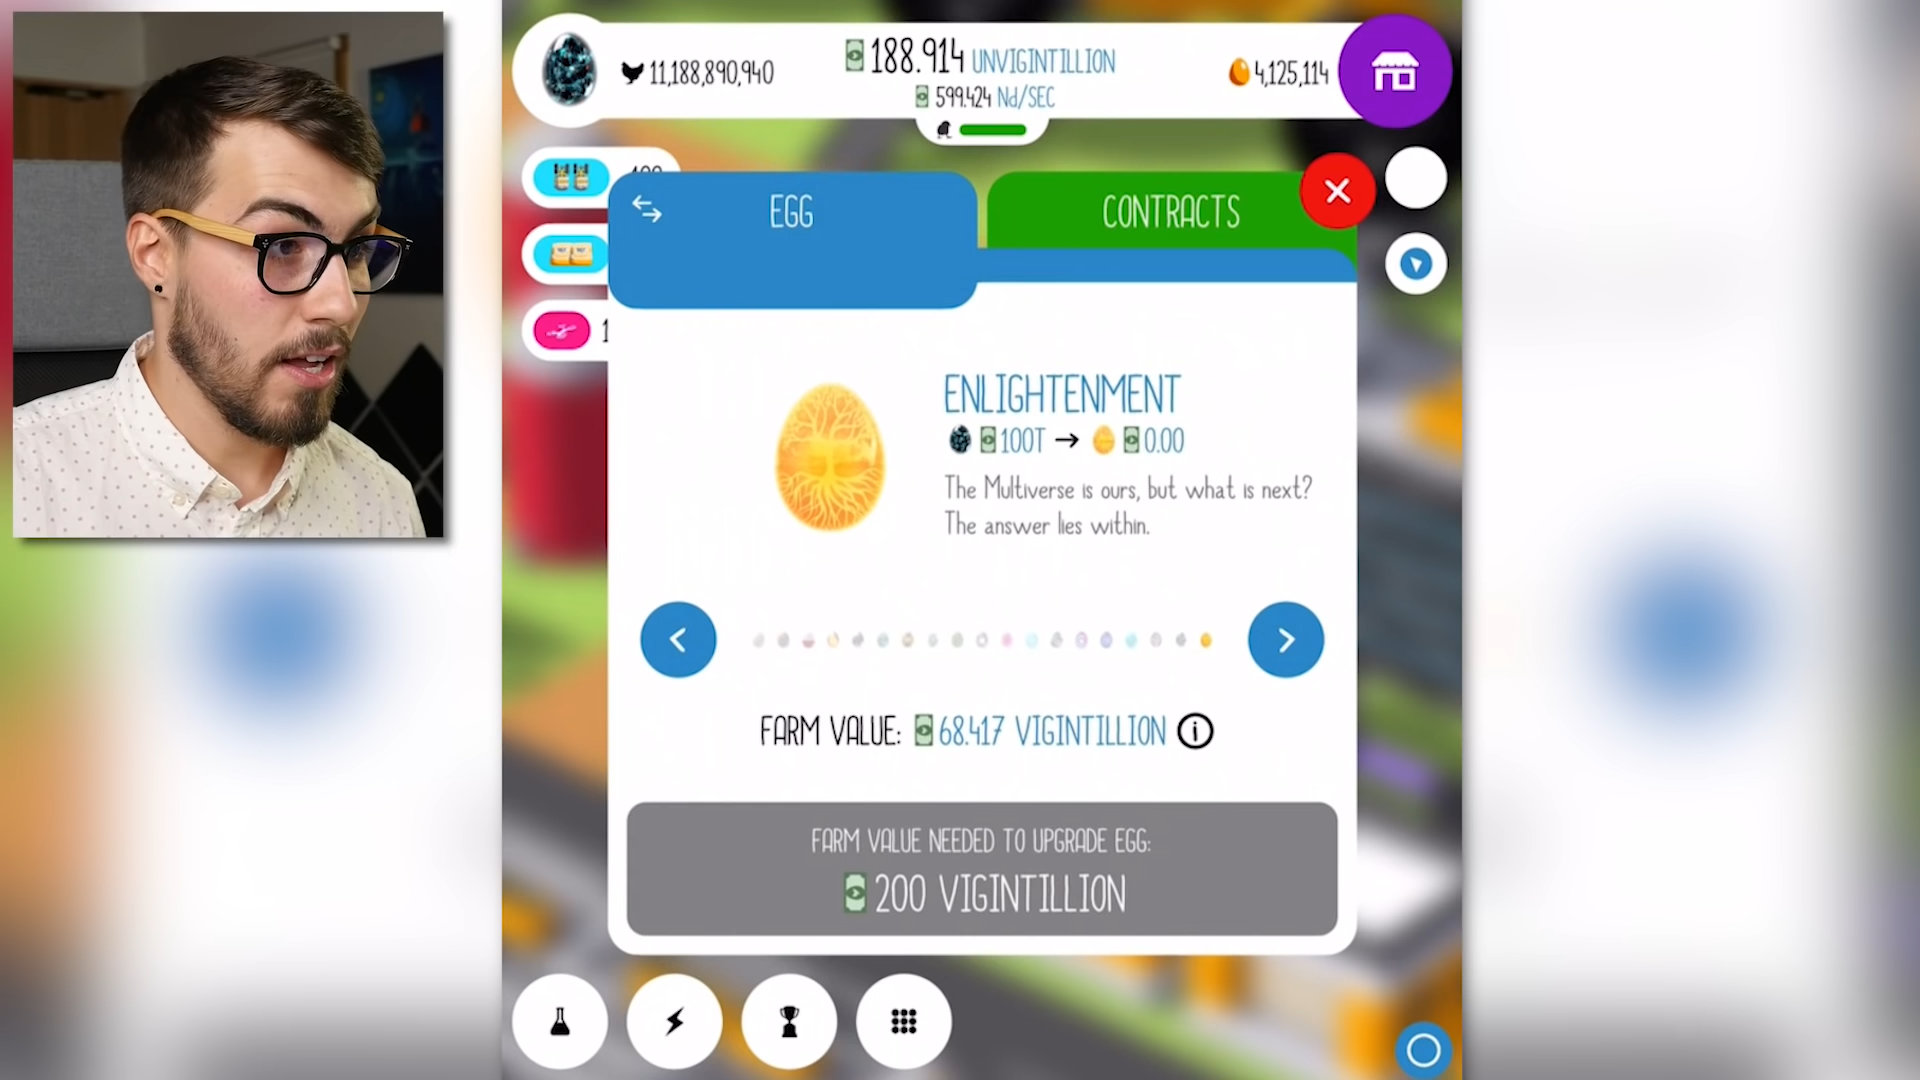 11,188,890,940
188.914 UNVIGINTILLION
599.424 Nd/SEC
4,125,114
EGG
CONTRACTS
ENLIGHTENMENT
100T → 0.00
The Multiverse is ours, but what is next?
The answer lies within.
FARM VALUE: 68.417 VIGINTILLION
FARM VALUE NEEDED TO UPGRADE EGG:
200 VIGINTILLION